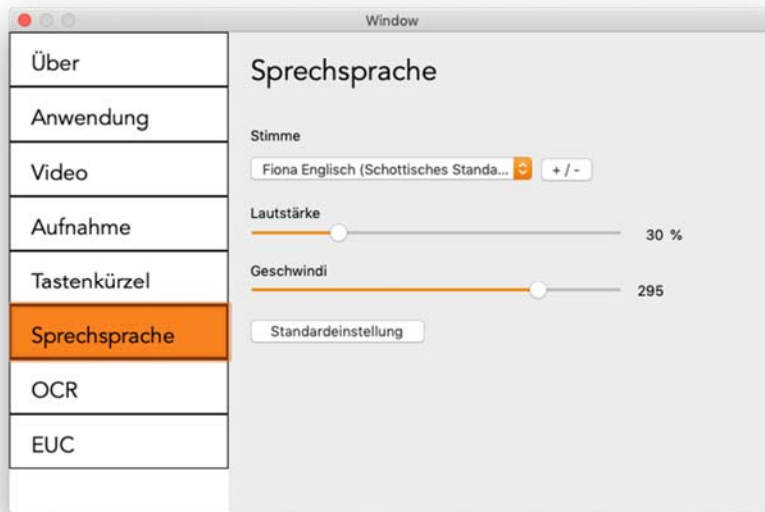 Window
Über
Anwendung
Video
Aufnahme
Tastenkürzel
Sprechsprache
OCR
EUC
Sprechsprache
Stimme
Fiona Englisch (Schottisches Standa... + / -
Lautstärke
30 %
Geschwindi
295
Standardeinstellung